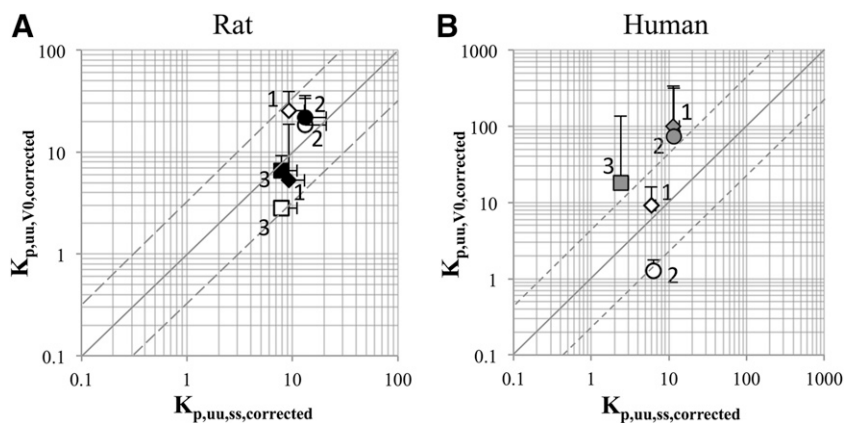 A Rat
100
10
1
0.1
K_{p,uu,V0,corrected}
1
2
2
3
1
3
0.1 1 10 100
K_{p,uu,ss,corrected}
B Human
1000
100
10
1
0.1
K_{p,uu,V0,corrected}
1
2
3
1
2
0.1 1 10 100 1000
K_{p,uu,ss,corrected}